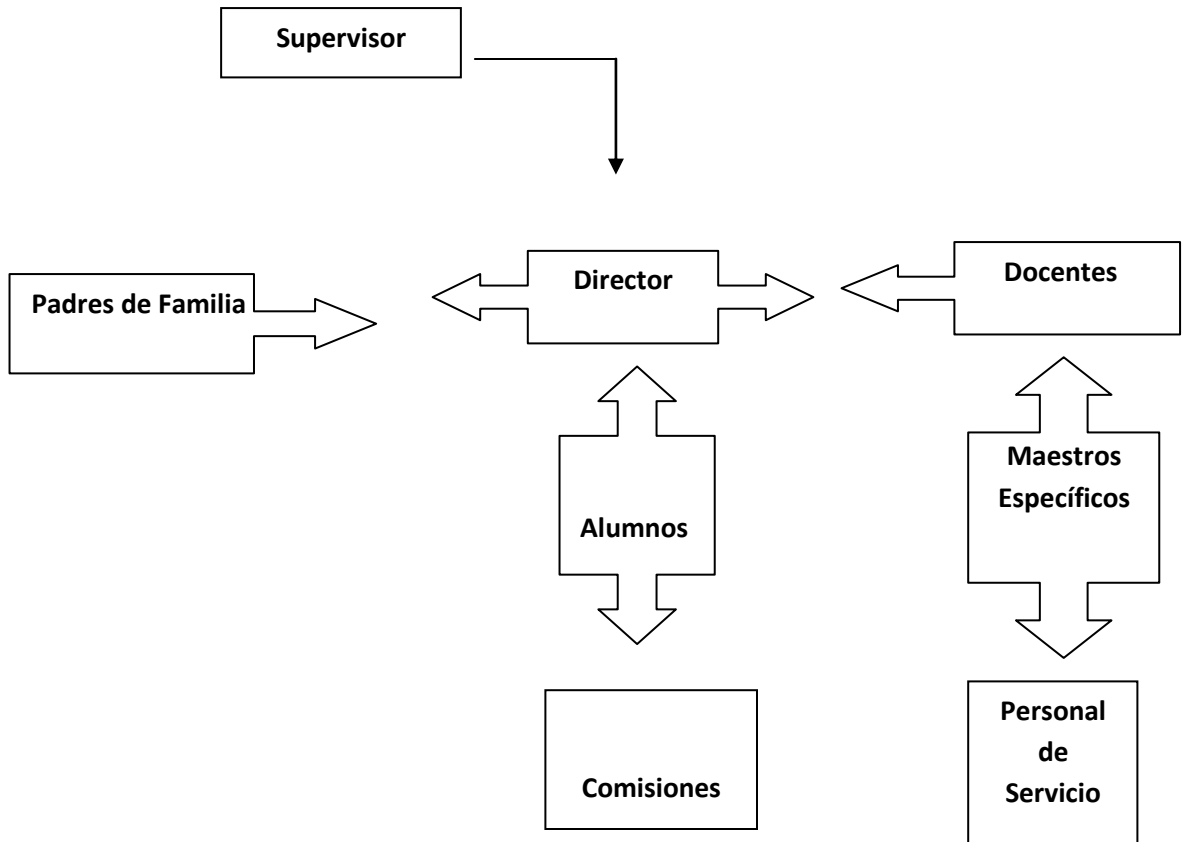 Supervisor
Padres de Familia
Director
Docentes
Alumnos
Maestros
Específicos
Comisiones
Personal
de
Servicio